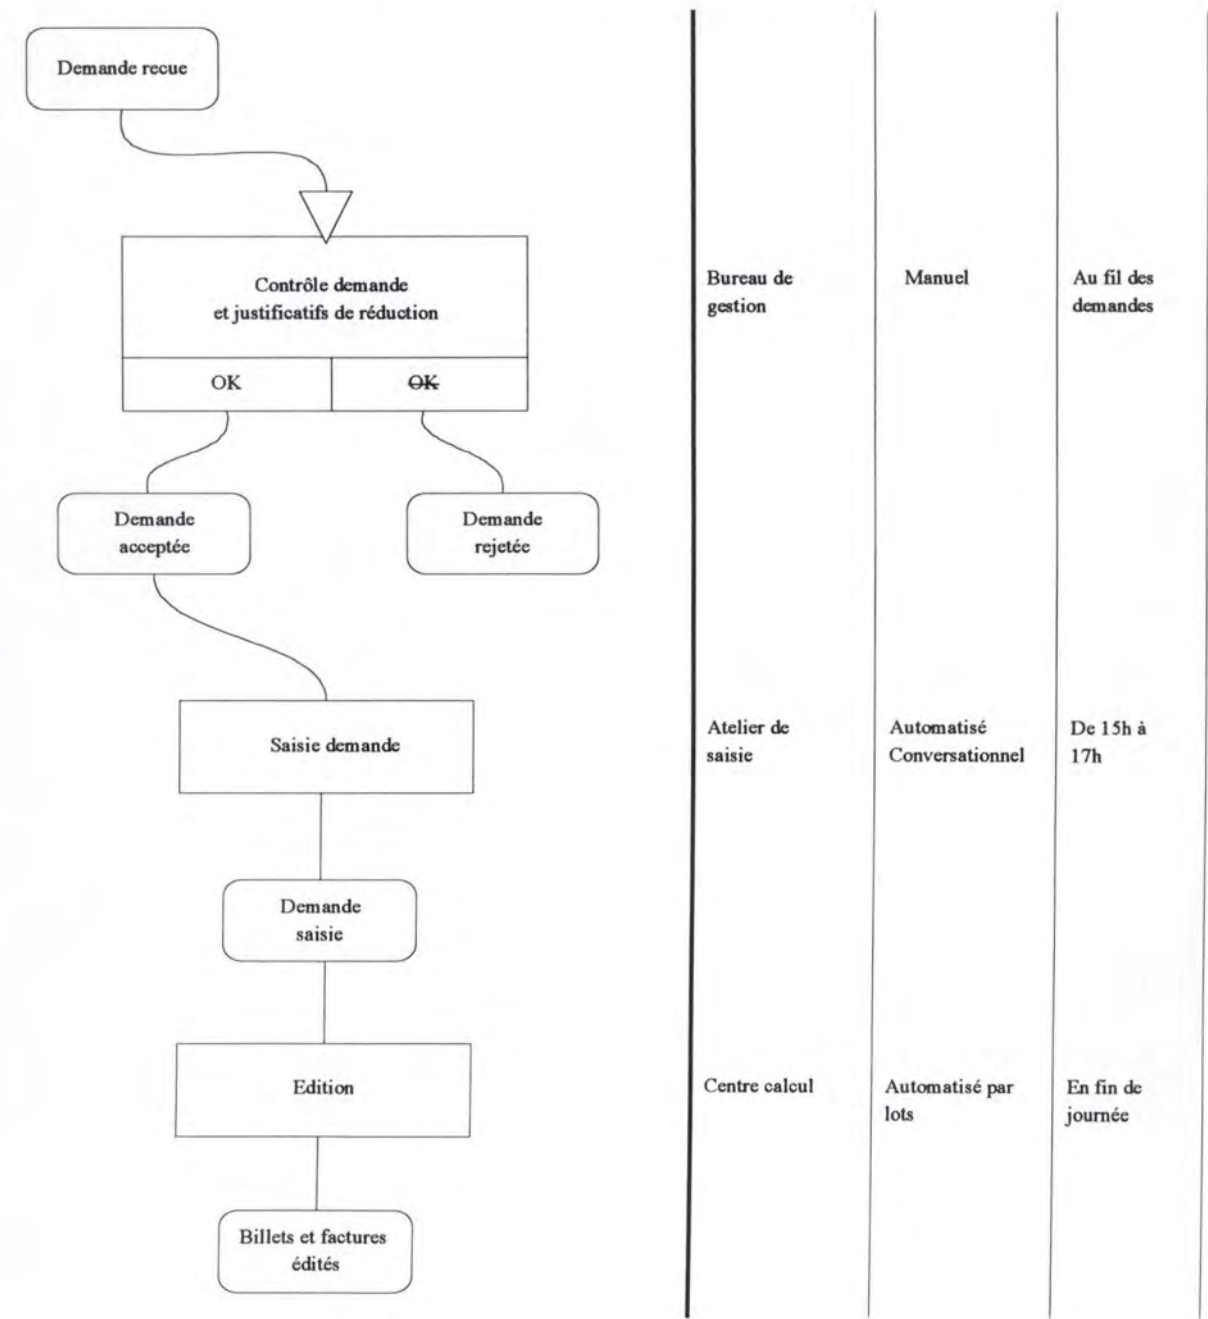 Demande recue
Contrôle demande
et justificatifs de réduction
Bureau de
gestion
Manuel
Au fil des
demandes
OK
OK
Demande
acceptée
Demande
rejetée
Saisie demande
Atelier de
saisie
Automatisé
Conversationnel
De 15h à
17h
Demande
saisie
Edition
Centre calcul
Automatisé par
lots
En fin de
journée
Billets et factures
édités